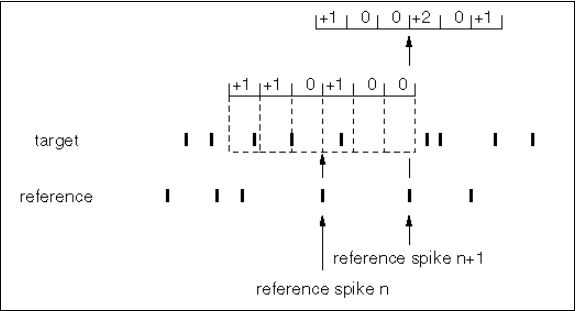 +1 0 0 +2 0 +1
+1 +1 0 +1 0 0
target
reference
reference spike n+1
reference spike n